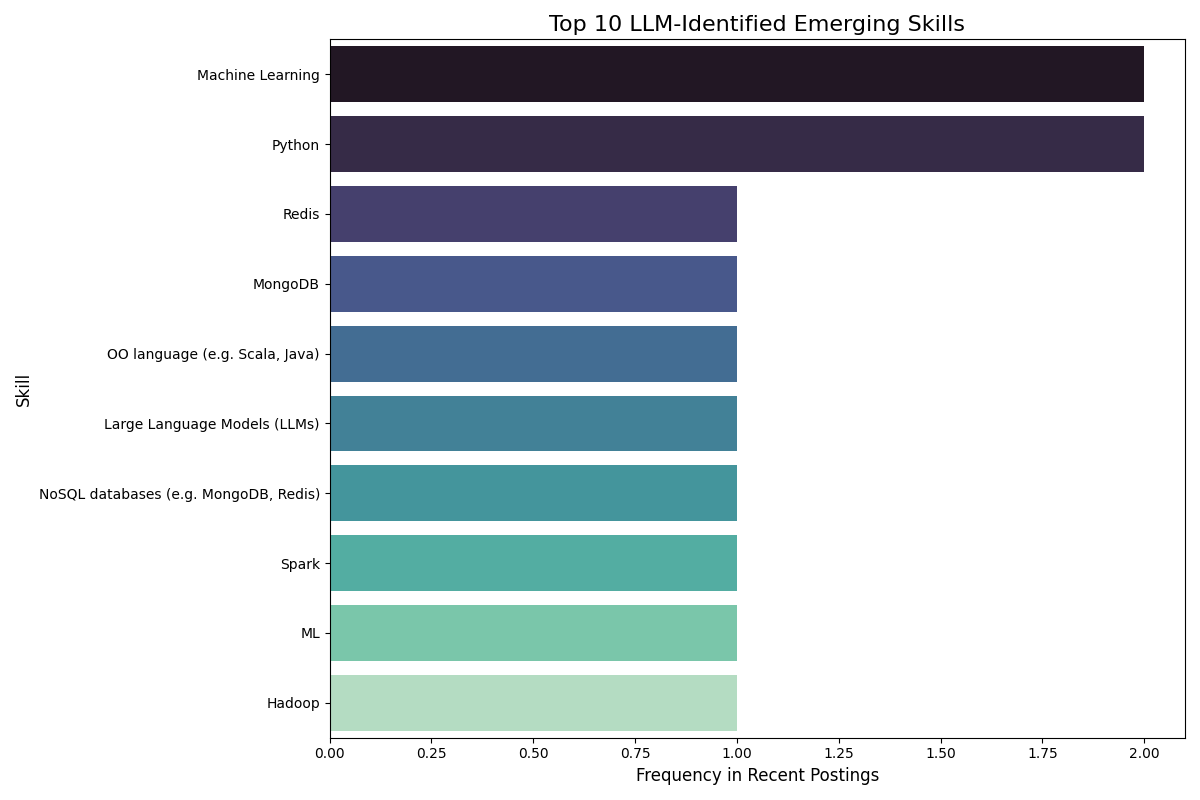 Top 10 LLM-Identified Emerging Skills
Skill
Machine Learning
Python
Redis
MongoDB
OO language (e.g. Scala, Java)
Large Language Models (LLMs)
NoSQL databases (e.g. MongoDB, Redis)
Spark
ML
Hadoop
0.00 0.25 0.50 0.75 1.00 1.25 1.50 1.75 2.00
Frequency in Recent Postings